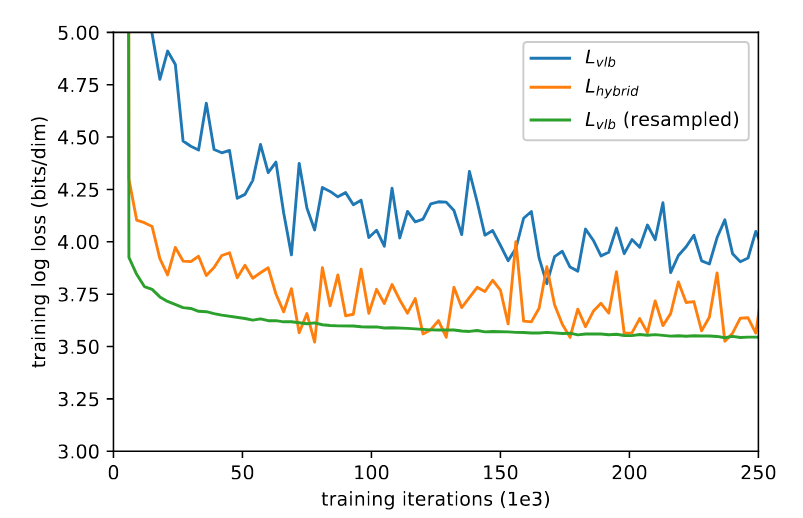 5.00
4.75
4.50
4.25
4.00
3.75
3.50
3.25
3.00
training log loss (bits/dim)
L_vlb
L_hybrid
L_vlb (resampled)
0 50 100 150 200 250
training iterations (1e3)